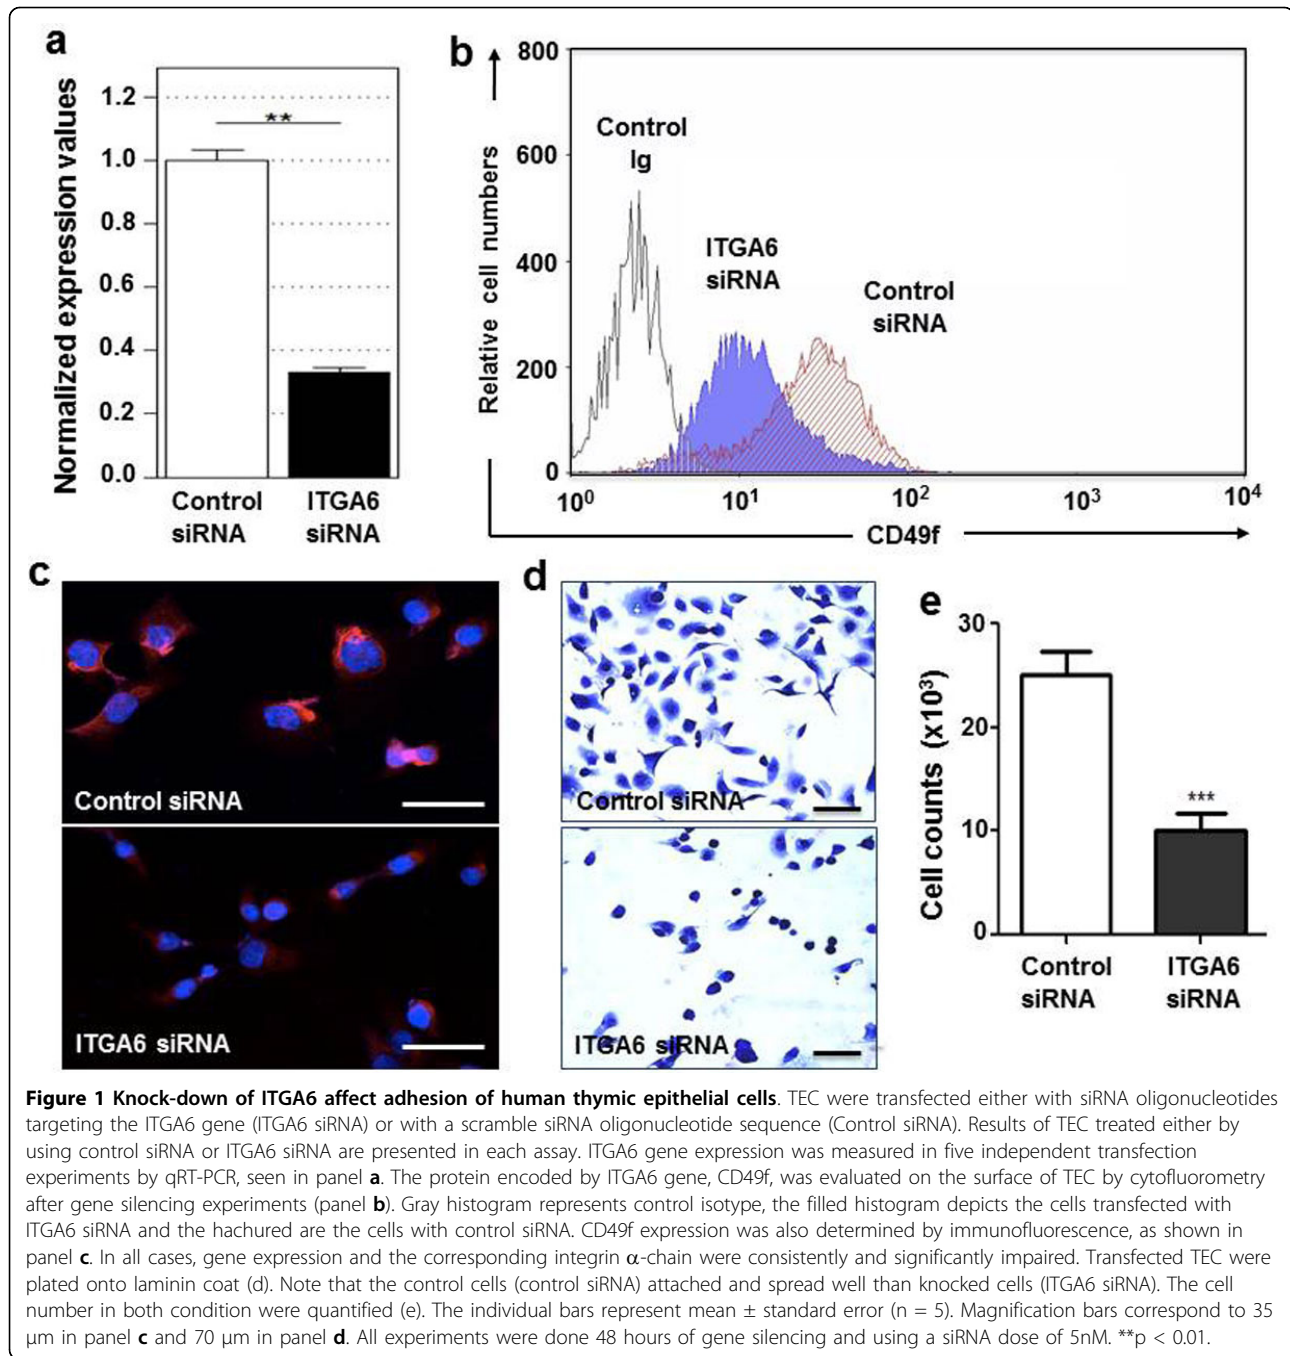 a
Normalized expression values
1.2
1.0
0.8
0.6
0.4
0.2
0.0
**
Control
siRNA
ITGA6
siRNA
b
Relative cell numbers
800
600
400
200
0
Control
Ig
ITGA6
siRNA
Control
siRNA
10⁰
10¹
10²
10³
10⁴
CD49f
c
Control siRNA
ITGA6 siRNA
d
Control siRNA
ITGA6 siRNA
e
Cell counts (x10³)
30
20
10
0
***
Control
siRNA
ITGA6
siRNA
Figure 1 Knock-down of ITGA6 affect adhesion of human thymic epithelial cells. TEC were transfected either with siRNA oligonucleotides
targeting the ITGA6 gene (ITGA6 siRNA) or with a scramble siRNA oligonucleotide sequence (Control siRNA). Results of TEC treated either by
using control siRNA or ITGA6 siRNA are presented in each assay. ITGA6 gene expression was measured in five independent transfection
experiments by qRT-PCR, seen in panel a. The protein encoded by ITGA6 gene, CD49f, was evaluated on the surface of TEC by cytofluorometry
after gene silencing experiments (panel b). Gray histogram represents control isotype, the filled histogram depicts the cells transfected with
ITGA6 siRNA and the hachured are the cells with control siRNA. CD49f expression was also determined by immunofluorescence, as shown in
panel c. In all cases, gene expression and the corresponding integrin α-chain were consistently and significantly impaired. Transfected TEC were
plated onto laminin coat (d). Note that the control cells (control siRNA) attached and spread well than knocked cells (ITGA6 siRNA). The cell
number in both condition were quantified (e). The individual bars represent mean ± standard error (n = 5). Magnification bars correspond to 35
μm in panel c and 70 μm in panel d. All experiments were done 48 hours of gene silencing and using a siRNA dose of 5nM. **p < 0.01.